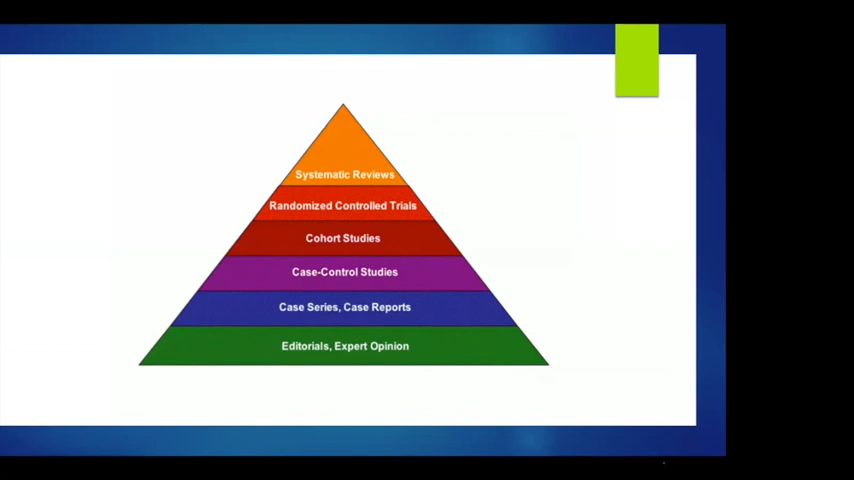 Systematic Reviews
Randomized Controlled Trials
Cohort Studies
Case-Control Studies
Case Series, Case Reports
Editorials, Expert Opinion